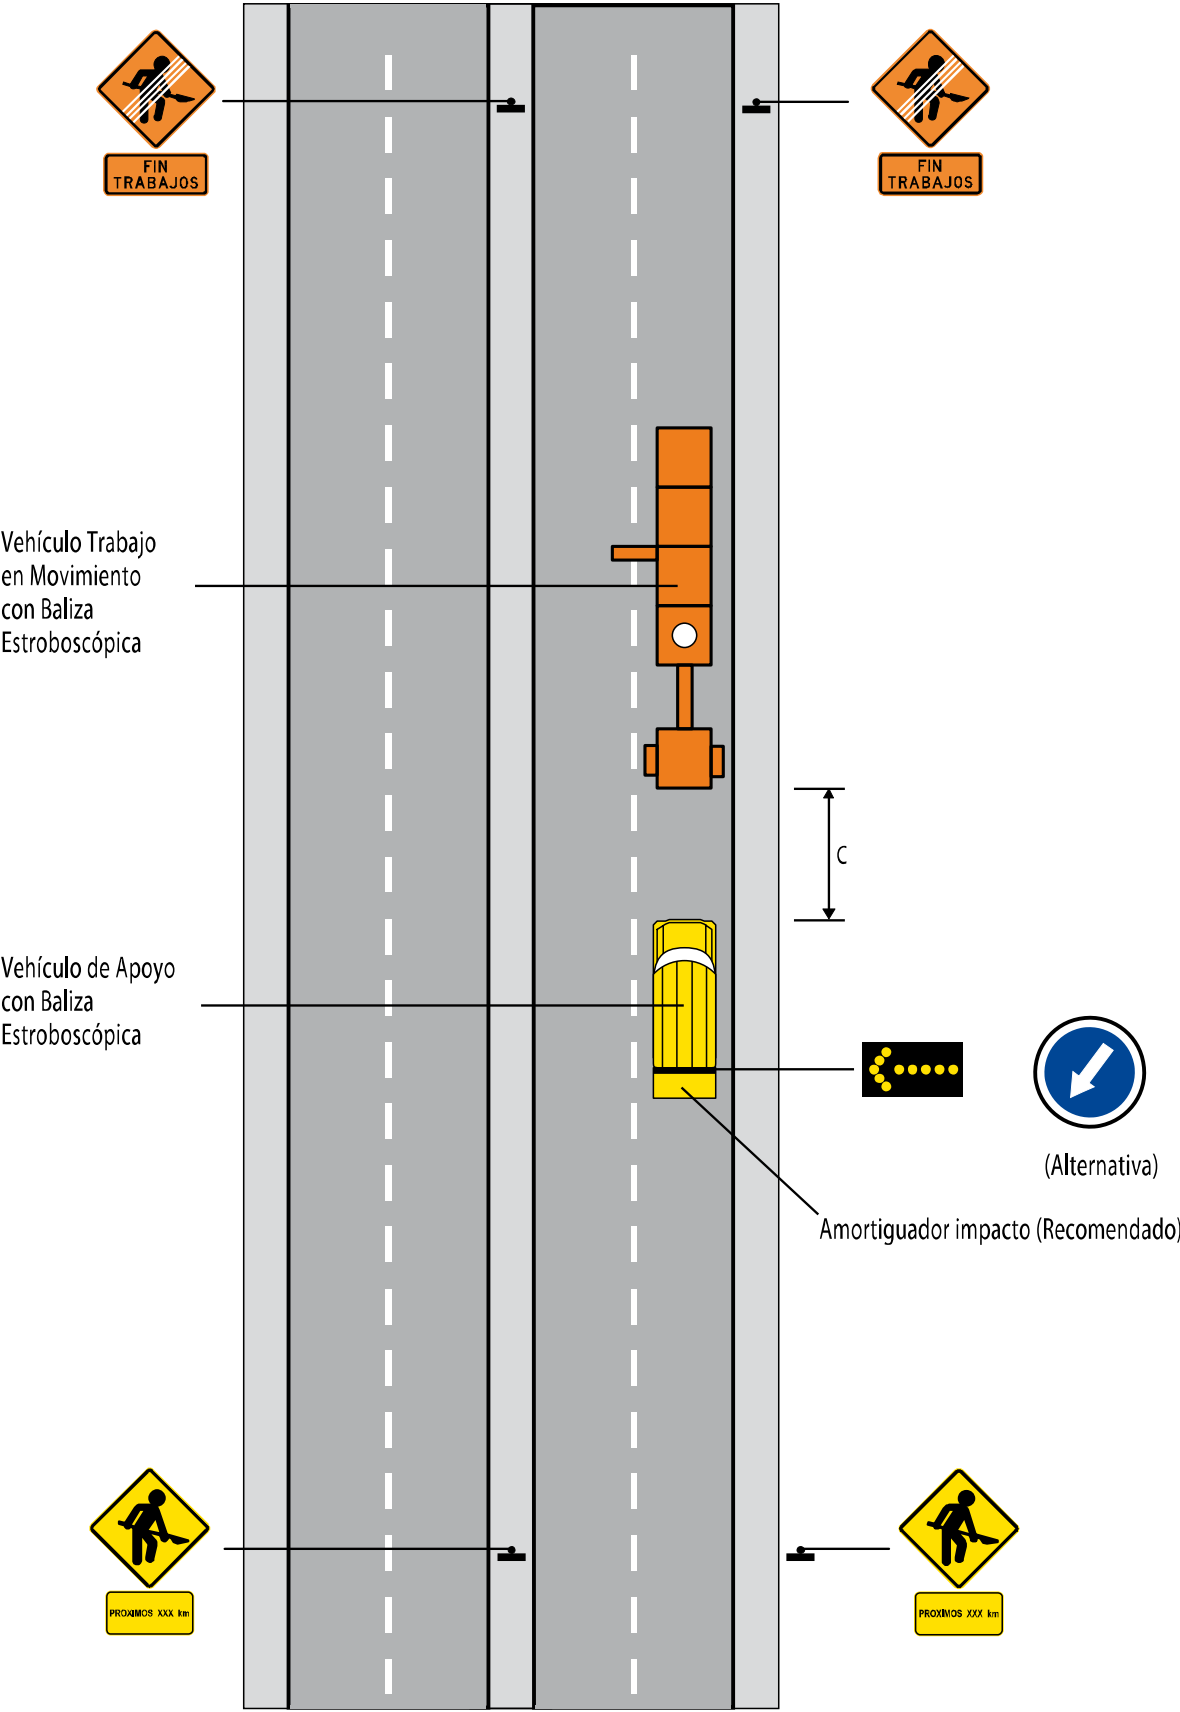 FIN
TRABAJOS
FIN
TRABAJOS
Vehículo Trabajo
en Movimiento
con Baliza
Estroboscópica
C
Vehículo de Apoyo
con Baliza
Estroboscópica
(Alternativa)
Amortiguador impacto (Recomendado)
PROXIMOS XXX km
PROXIMOS XXX km